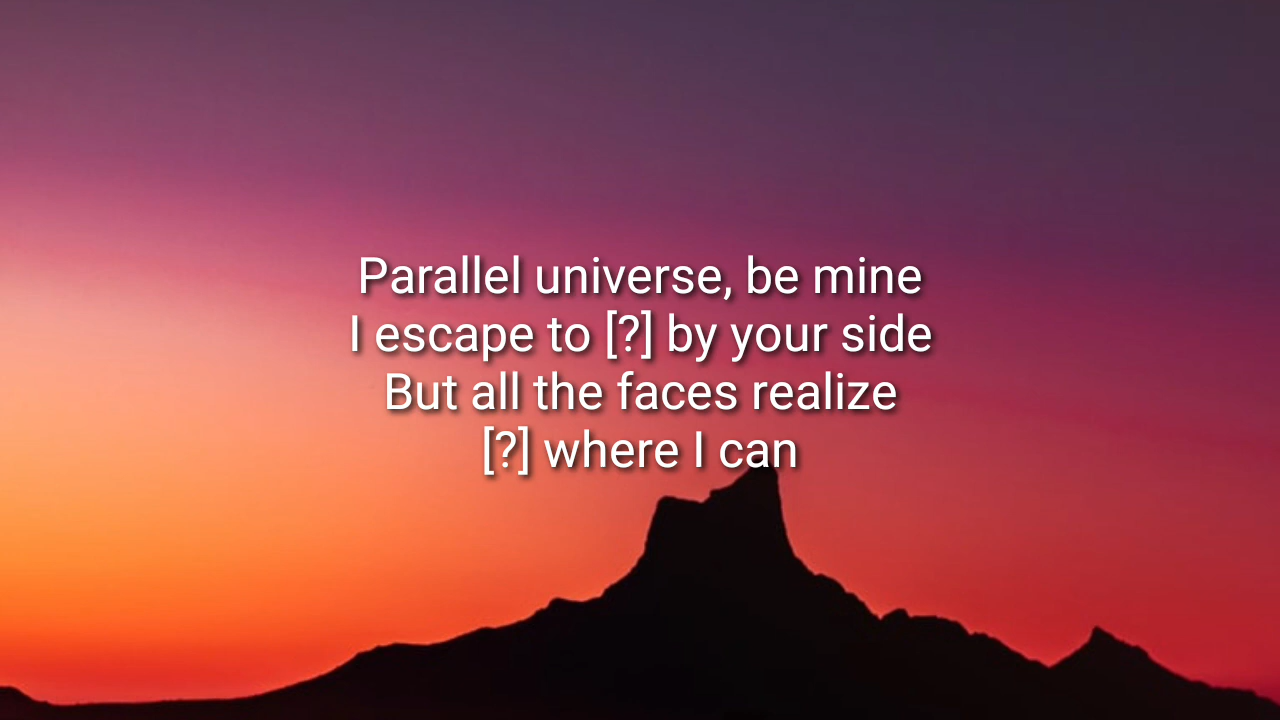 Parallel universe, be mine
I escape to [?] by your side
But all the faces realize
[?] where I can